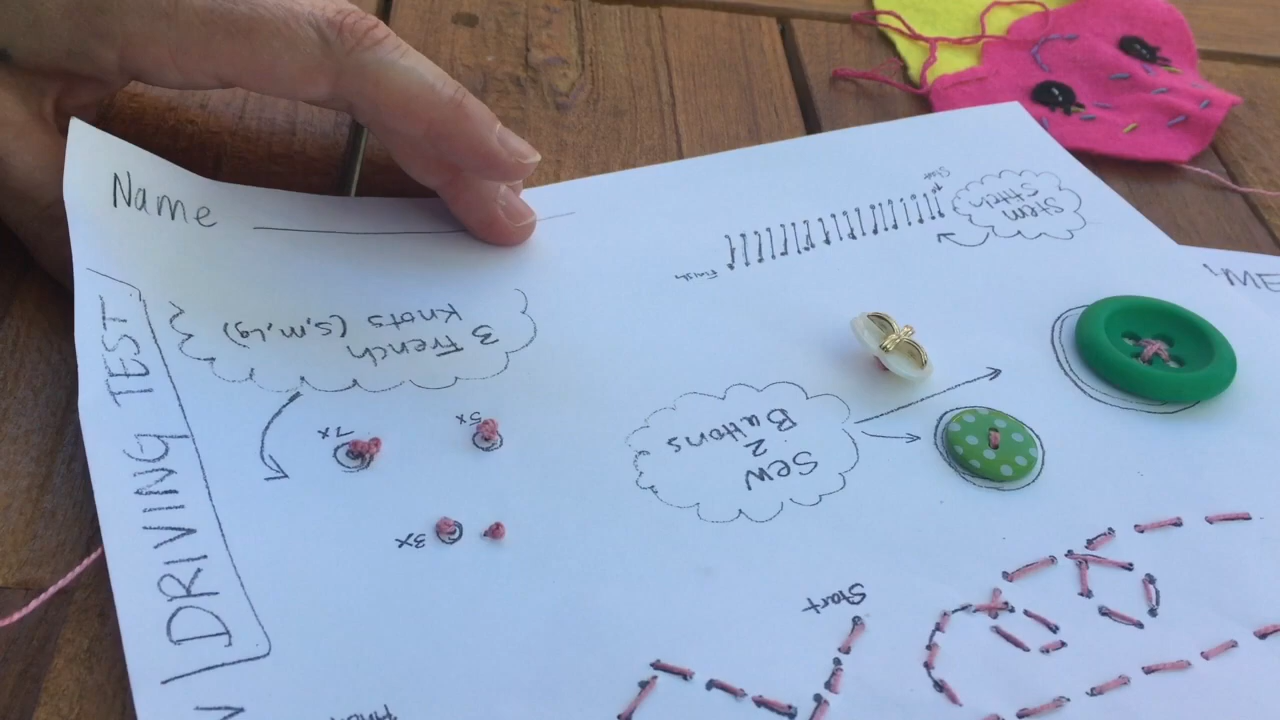 Name
DRIVING TEST
3 French
Knots (S,M,Lg)
7x
5x
3x
Stem
Stitch
Start
Finish
Sew
2
Buttons
Start